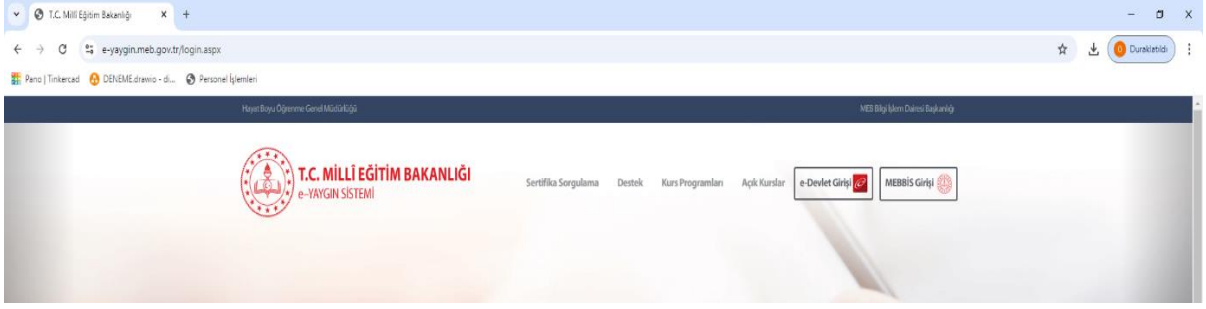 T.C. Millî Eğitim Bakanlığı
e-yaygin.meb.gov.tr/login.aspx
Duraklatıldı
Pano | Tinkercad DENEME.drawio - di... Personel İşlemleri
Hayat Boyu Öğrenme Genel Müdürlüğü MEB Bilgi İşlem Dairesi Başkanlığı
T.C. MİLLÎ EĞİTİM BAKANLIĞI
e-YAYGIN SİSTEMİ
Sertifika Sorgulama Destek Kurs Programları Açık Kurslar e-Devlet Girişi MEBBİS Girişi